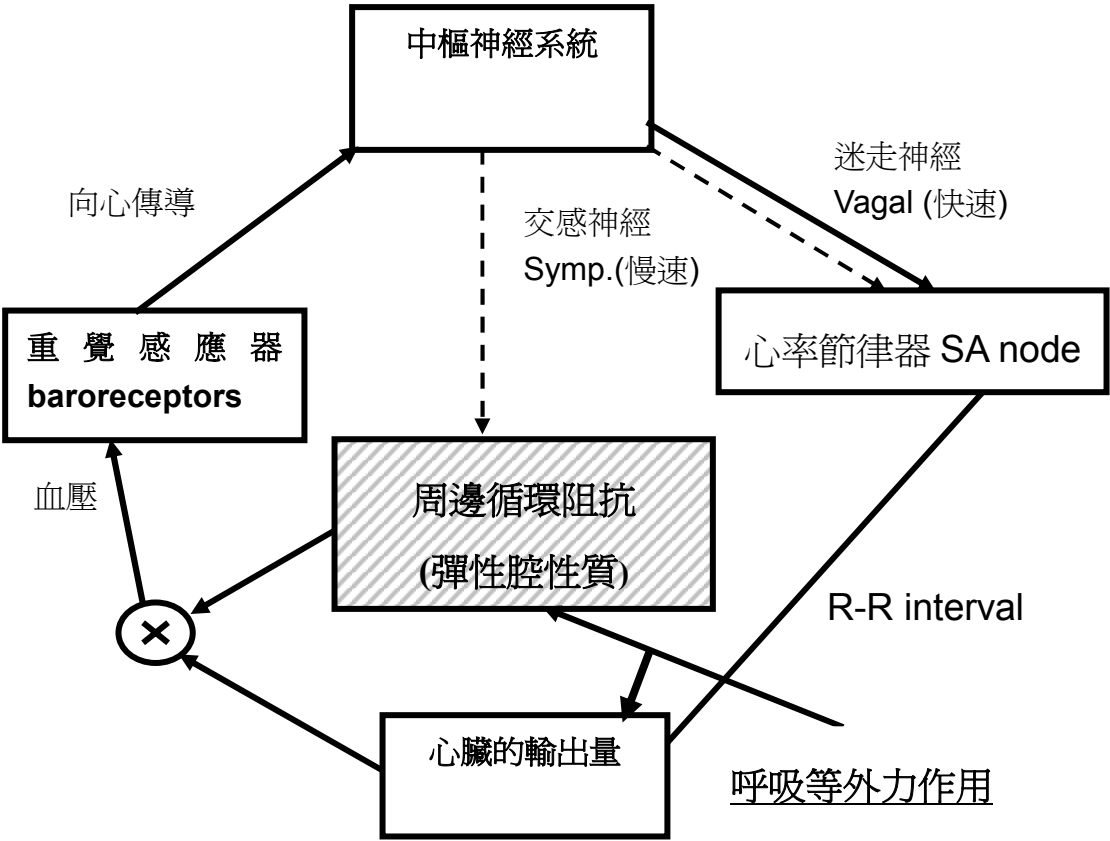 中樞神經系統
迷走神經
Vagal (快速)
向心傳導
交感神經
Symp.(慢速)
重覺感應器
baroreceptors
心率節律器 SA node
血壓
周邊循環阻抗
(彈性腔性質)
R-R interval
心臟的輸出量
呼吸等外力作用